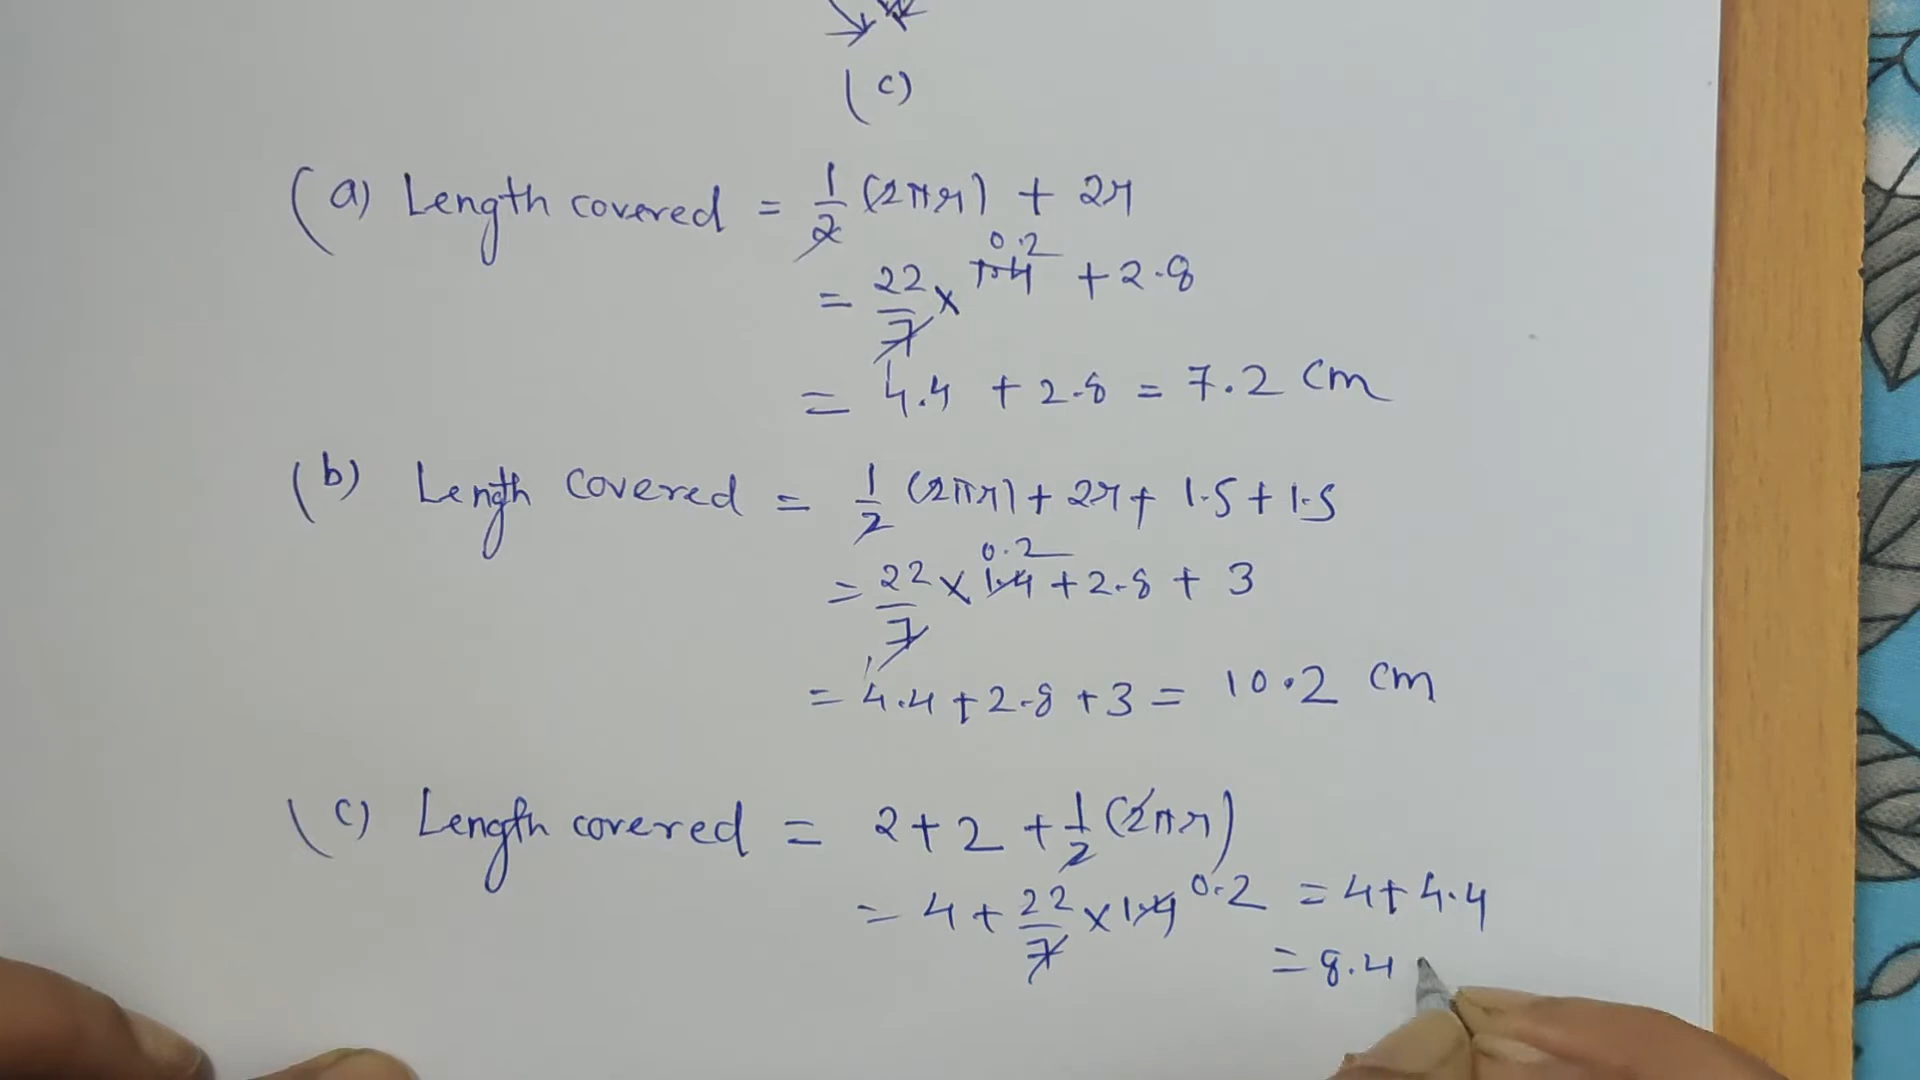 (c)
(a) Length covered = 1/2 (2πr) + 2r
= 22/7 × 1.4 0.2 + 2.8
= 4.4 + 2.8 = 7.2 cm
(b) Length covered = 1/2 (2πr) + 2r + 1.5 + 1.5
= 22/7 × 1.4 0.2 + 2.8 + 3
= 4.4 + 2.8 + 3 = 10.2 cm
(c) Length covered = 2 + 2 + 1/2 (2πr)
= 4 + 22/7 × 1.4 0.2 = 4 + 4.4
= 8.4